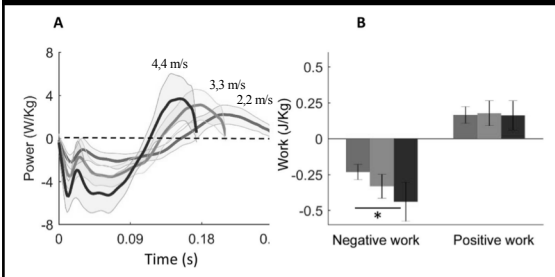 A
8
4
0
-4
-8
Power (W/Kg)
4,4 m/s
3,3 m/s
2,2 m/s
0
0.09
0.18
0.
Time (s)
B
0.5
0.25
0
-0.25
-0.5
Work (J/Kg)
*
Negative work
Positive work